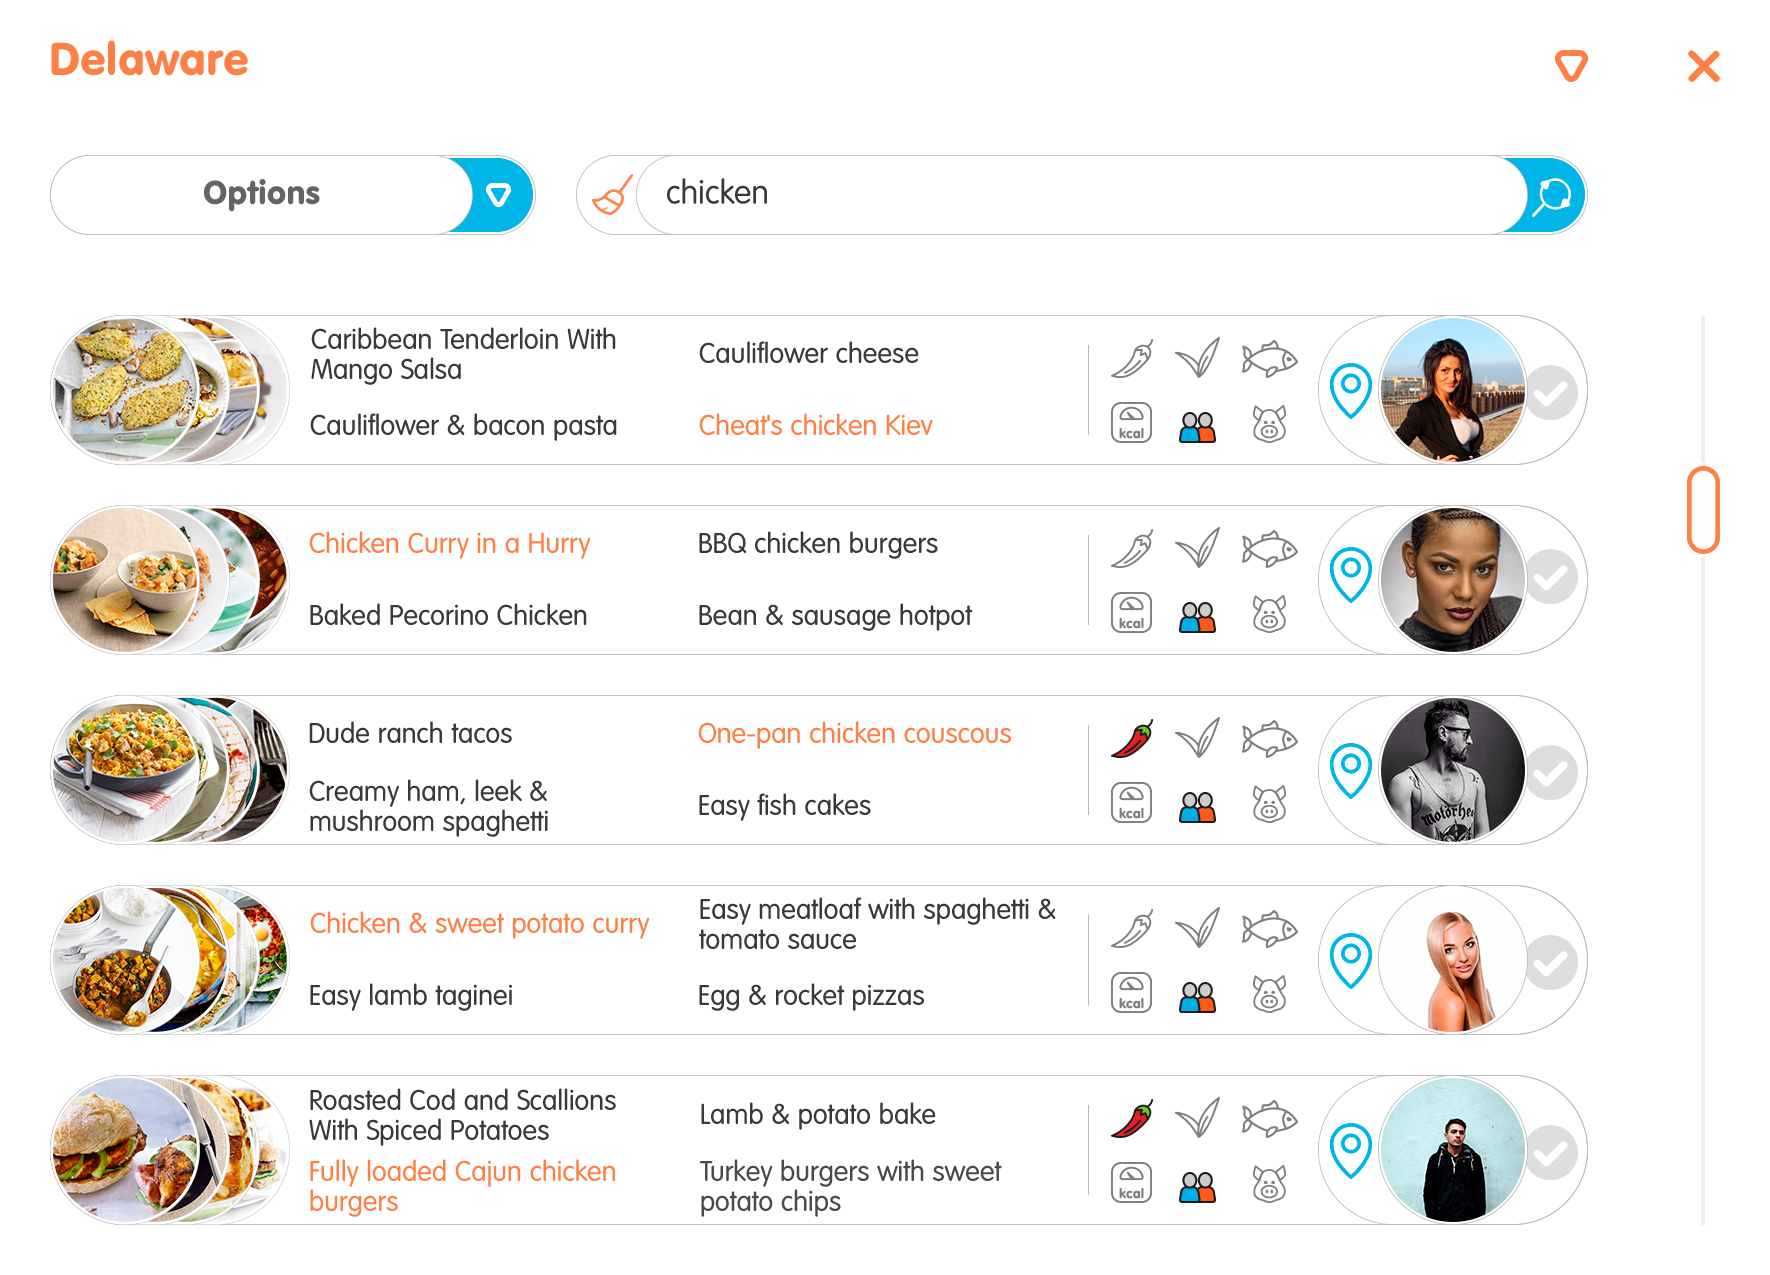 Delaware
Options
chicken
Caribbean Tenderloin With
Mango Salsa
Cauliflower cheese
Cauliflower & bacon pasta
Cheat's chicken Kiev
kcal
Chicken Curry in a Hurry
BBQ chicken burgers
Baked Pecorino Chicken
Bean & sausage hotpot
kcal
Dude ranch tacos
One-pan chicken couscous
Creamy ham, leek &
mushroom spaghetti
Easy fish cakes
kcal
Chicken & sweet potato curry
Easy meatloaf with spaghetti &
tomato sauce
Easy lamb taginei
Egg & rocket pizzas
kcal
Roasted Cod and Scallions
With Spiced Potatoes
Lamb & potato bake
Fully loaded Cajun chicken
burgers
Turkey burgers with sweet
potato chips
kcal